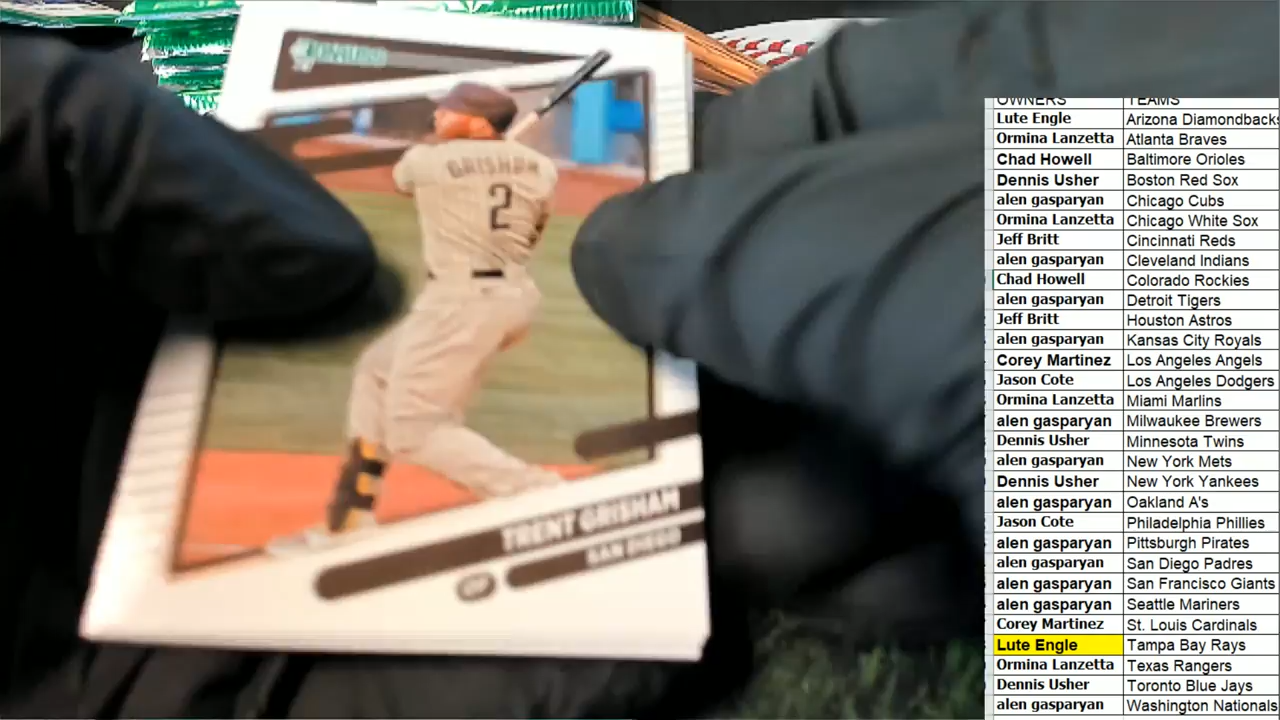 DONRUSS
GRISHAM
2
TRENT GRISHAM
SAN DIEGO
OF
OWNERS TEAMS
Lute Engle Arizona Diamondbacks
Ormina Lanzetta Atlanta Braves
Chad Howell Baltimore Orioles
Dennis Usher Boston Red Sox
alen gasparyan Chicago Cubs
Ormina Lanzetta Chicago White Sox
Jeff Britt Cincinnati Reds
alen gasparyan Cleveland Indians
Chad Howell Colorado Rockies
alen gasparyan Detroit Tigers
Jeff Britt Houston Astros
alen gasparyan Kansas City Royals
Corey Martinez Los Angeles Angels
Jason Cote Los Angeles Dodgers
Ormina Lanzetta Miami Marlins
alen gasparyan Milwaukee Brewers
Dennis Usher Minnesota Twins
alen gasparyan New York Mets
Dennis Usher New York Yankees
alen gasparyan Oakland A's
Jason Cote Philadelphia Phillies
alen gasparyan Pittsburgh Pirates
alen gasparyan San Diego Padres
alen gasparyan San Francisco Giants
alen gasparyan Seattle Mariners
Corey Martinez St. Louis Cardinals
Lute Engle Tampa Bay Rays
Ormina Lanzetta Texas Rangers
Dennis Usher Toronto Blue Jays
alen gasparyan Washington Nationals